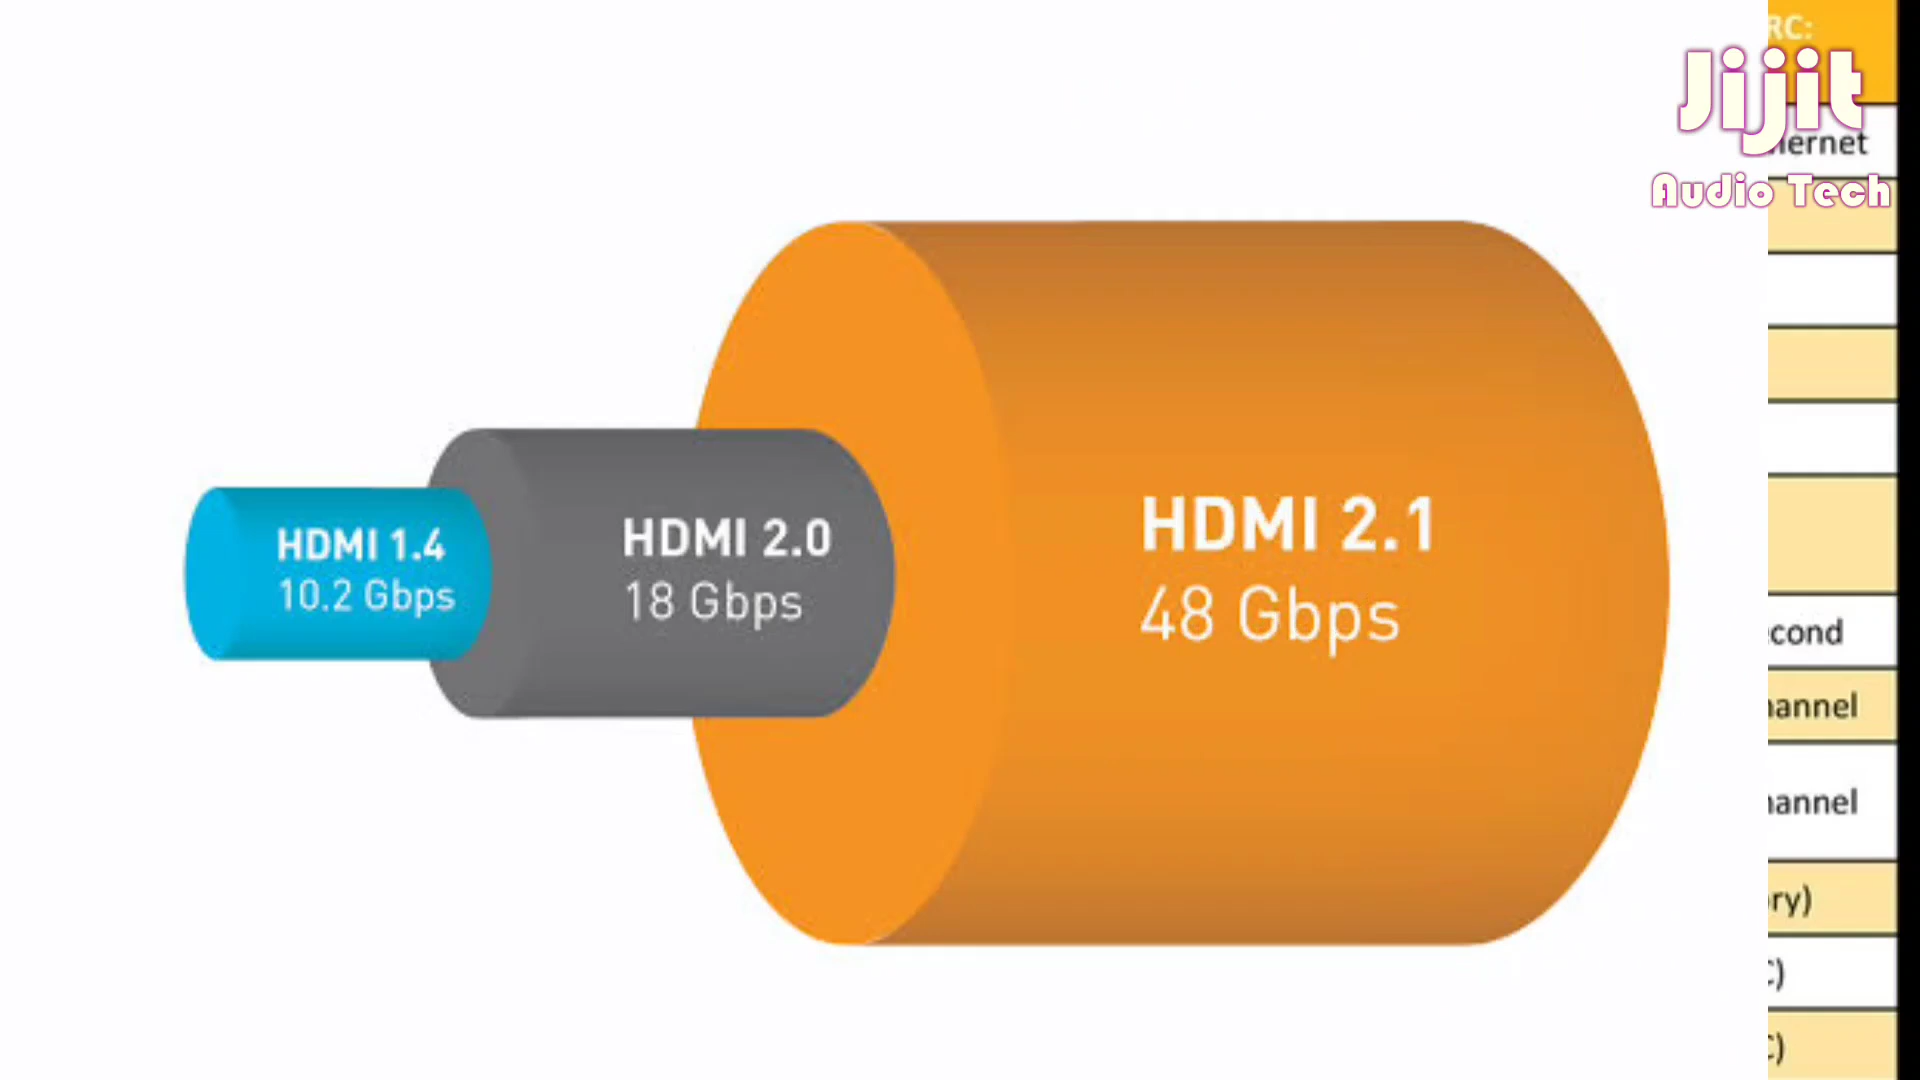 HDMI 1.4
10.2 Gbps
HDMI 2.0
18 Gbps
HDMI 2.1
48 Gbps
RC:
Jijit
Audio Tech